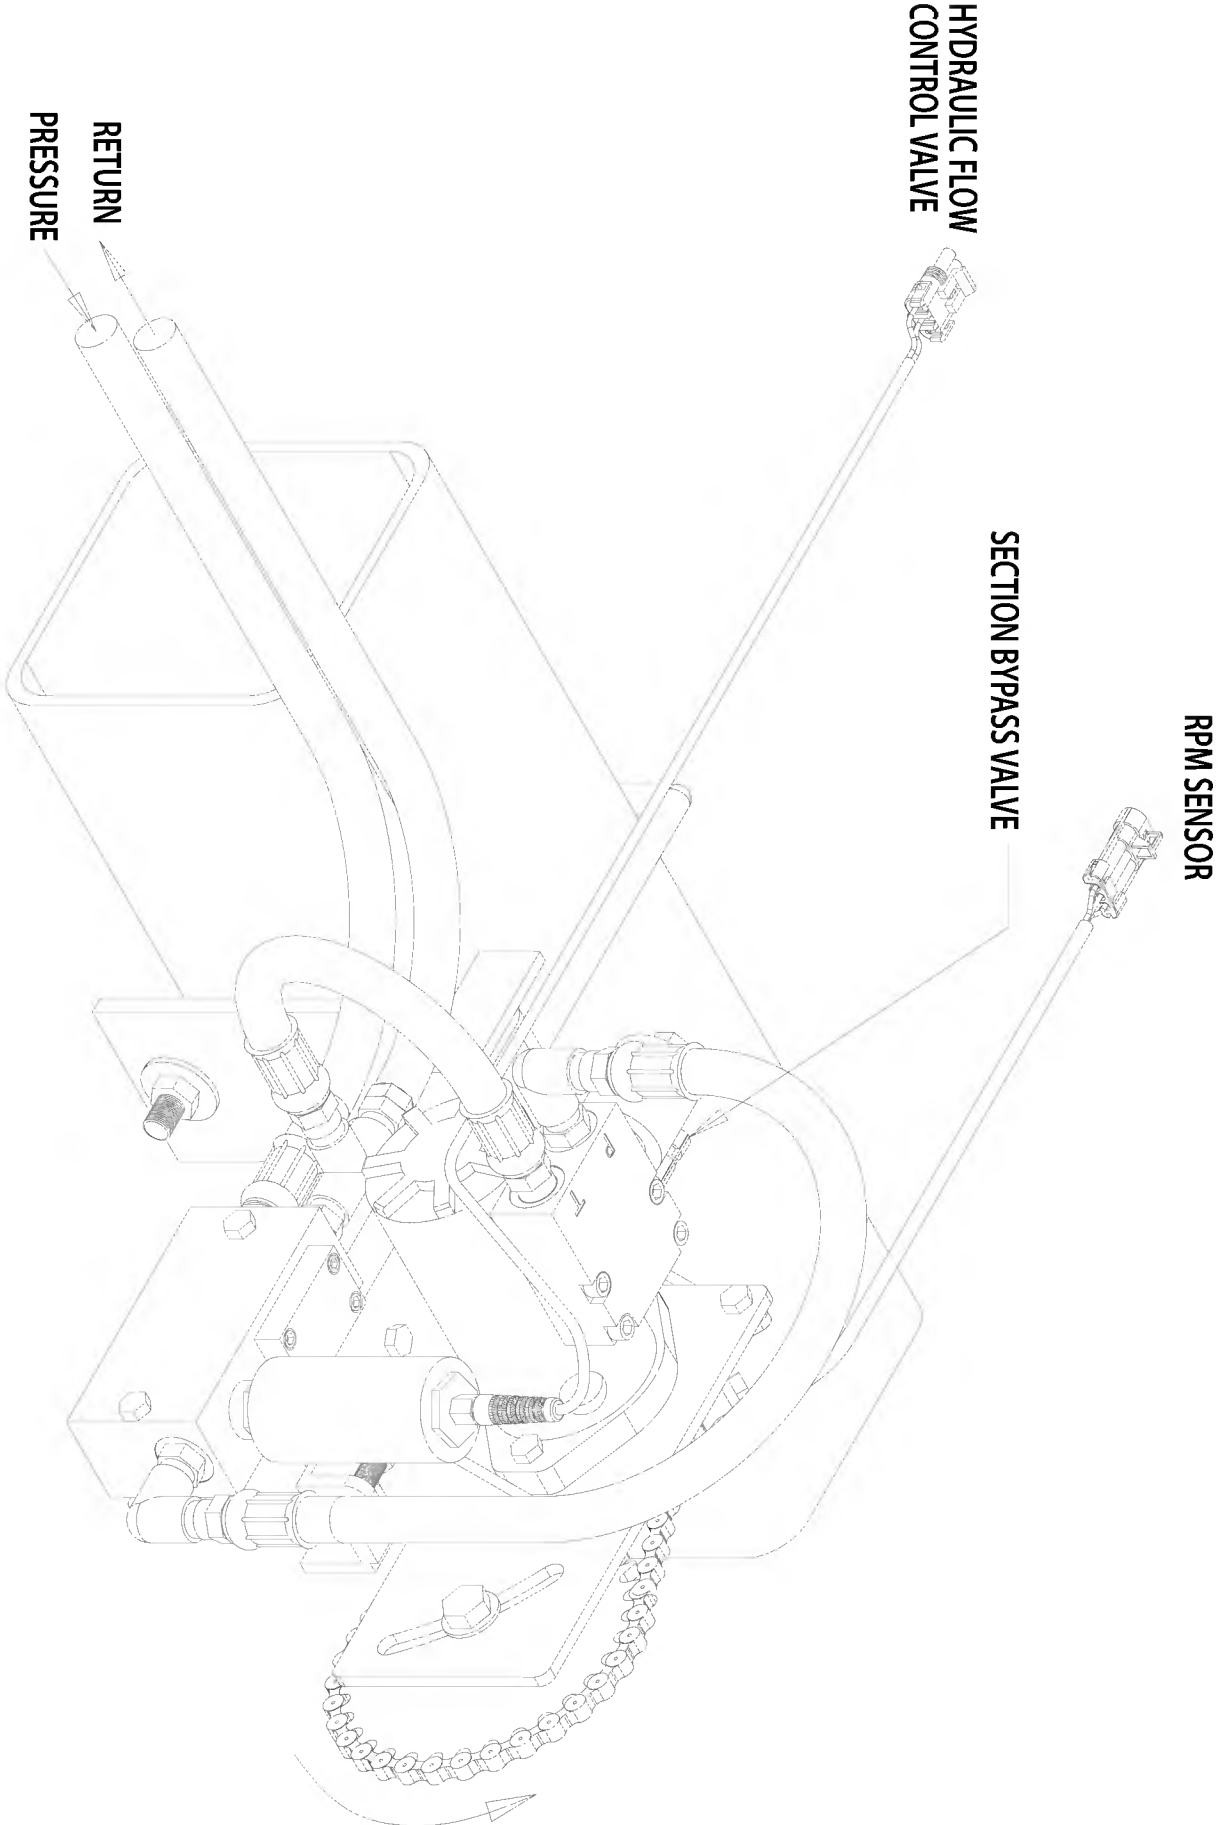 RPM SENSOR
SECTION BYPASS VALVE
HYDRAULIC FLOW
CONTROL VALVE
RETURN
PRESSURE
P
T